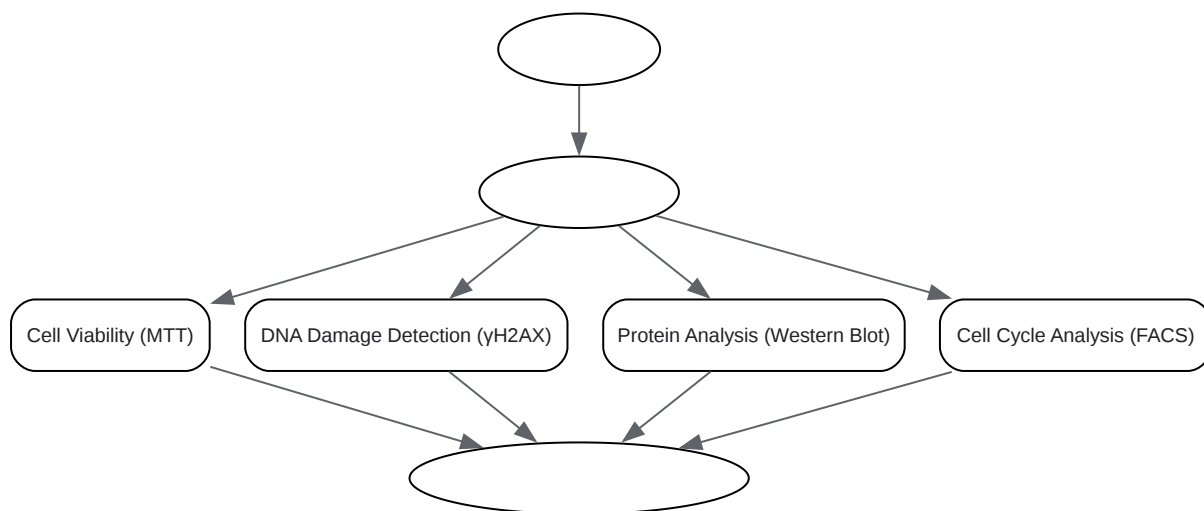 Cell Viability (MTT)
DNA Damage Detection (γH2AX)
Protein Analysis (Western Blot)
Cell Cycle Analysis (FACS)